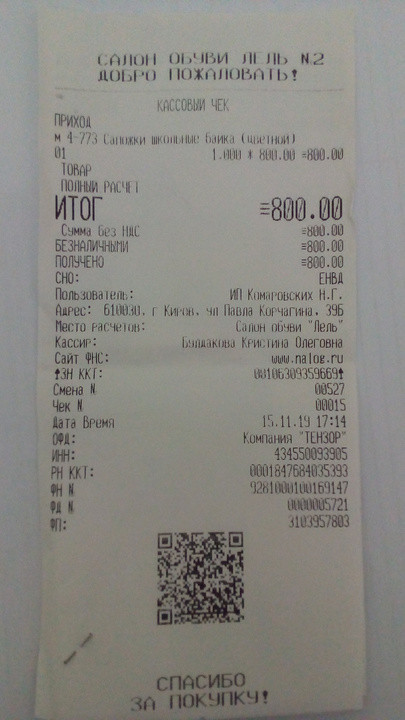 САЛОН ОБУВИ ЛЕЛЬ N.2
ДОБРО ПОЖАЛОВАТЬ!
КАССОВЫЙ ЧЕК
ПРИХОД
м 4-773 Сапожки школьные байка (цветной)
01 1.000 * 800.00 =800.00
ТОВАР
ПОЛНЫЙ РАСЧЕТ
ИТОГ =800.00
Сумма без НДС =800.00
БЕЗНАЛИЧНЫМИ =800.00
ПОЛУЧЕНО =800.00
СНО: ЕНВД
Пользователь: ИП Комаровских Н.Г.
Адрес: 610030, г Киров, ул Павла Корчагина, 39Б
Место расчетов: Салон обуви "Лель"
Кассир: Булдакова Кристина Олеговна
Сайт ФНС: www.nalog.ru
ЗН ККТ: 00106309359669
Смена N 00527
Чек N 00015
Дата Время 15.11.19 17:14
ОФД: Компания "ТЕНЗОР"
ИНН: 434550093905
РН ККТ: 0001847684035393
ФН N 9281000100169147
ФД N 0000005721
ФП: 3103957803
СПАСИБО
ЗА ПОКУПКУ!